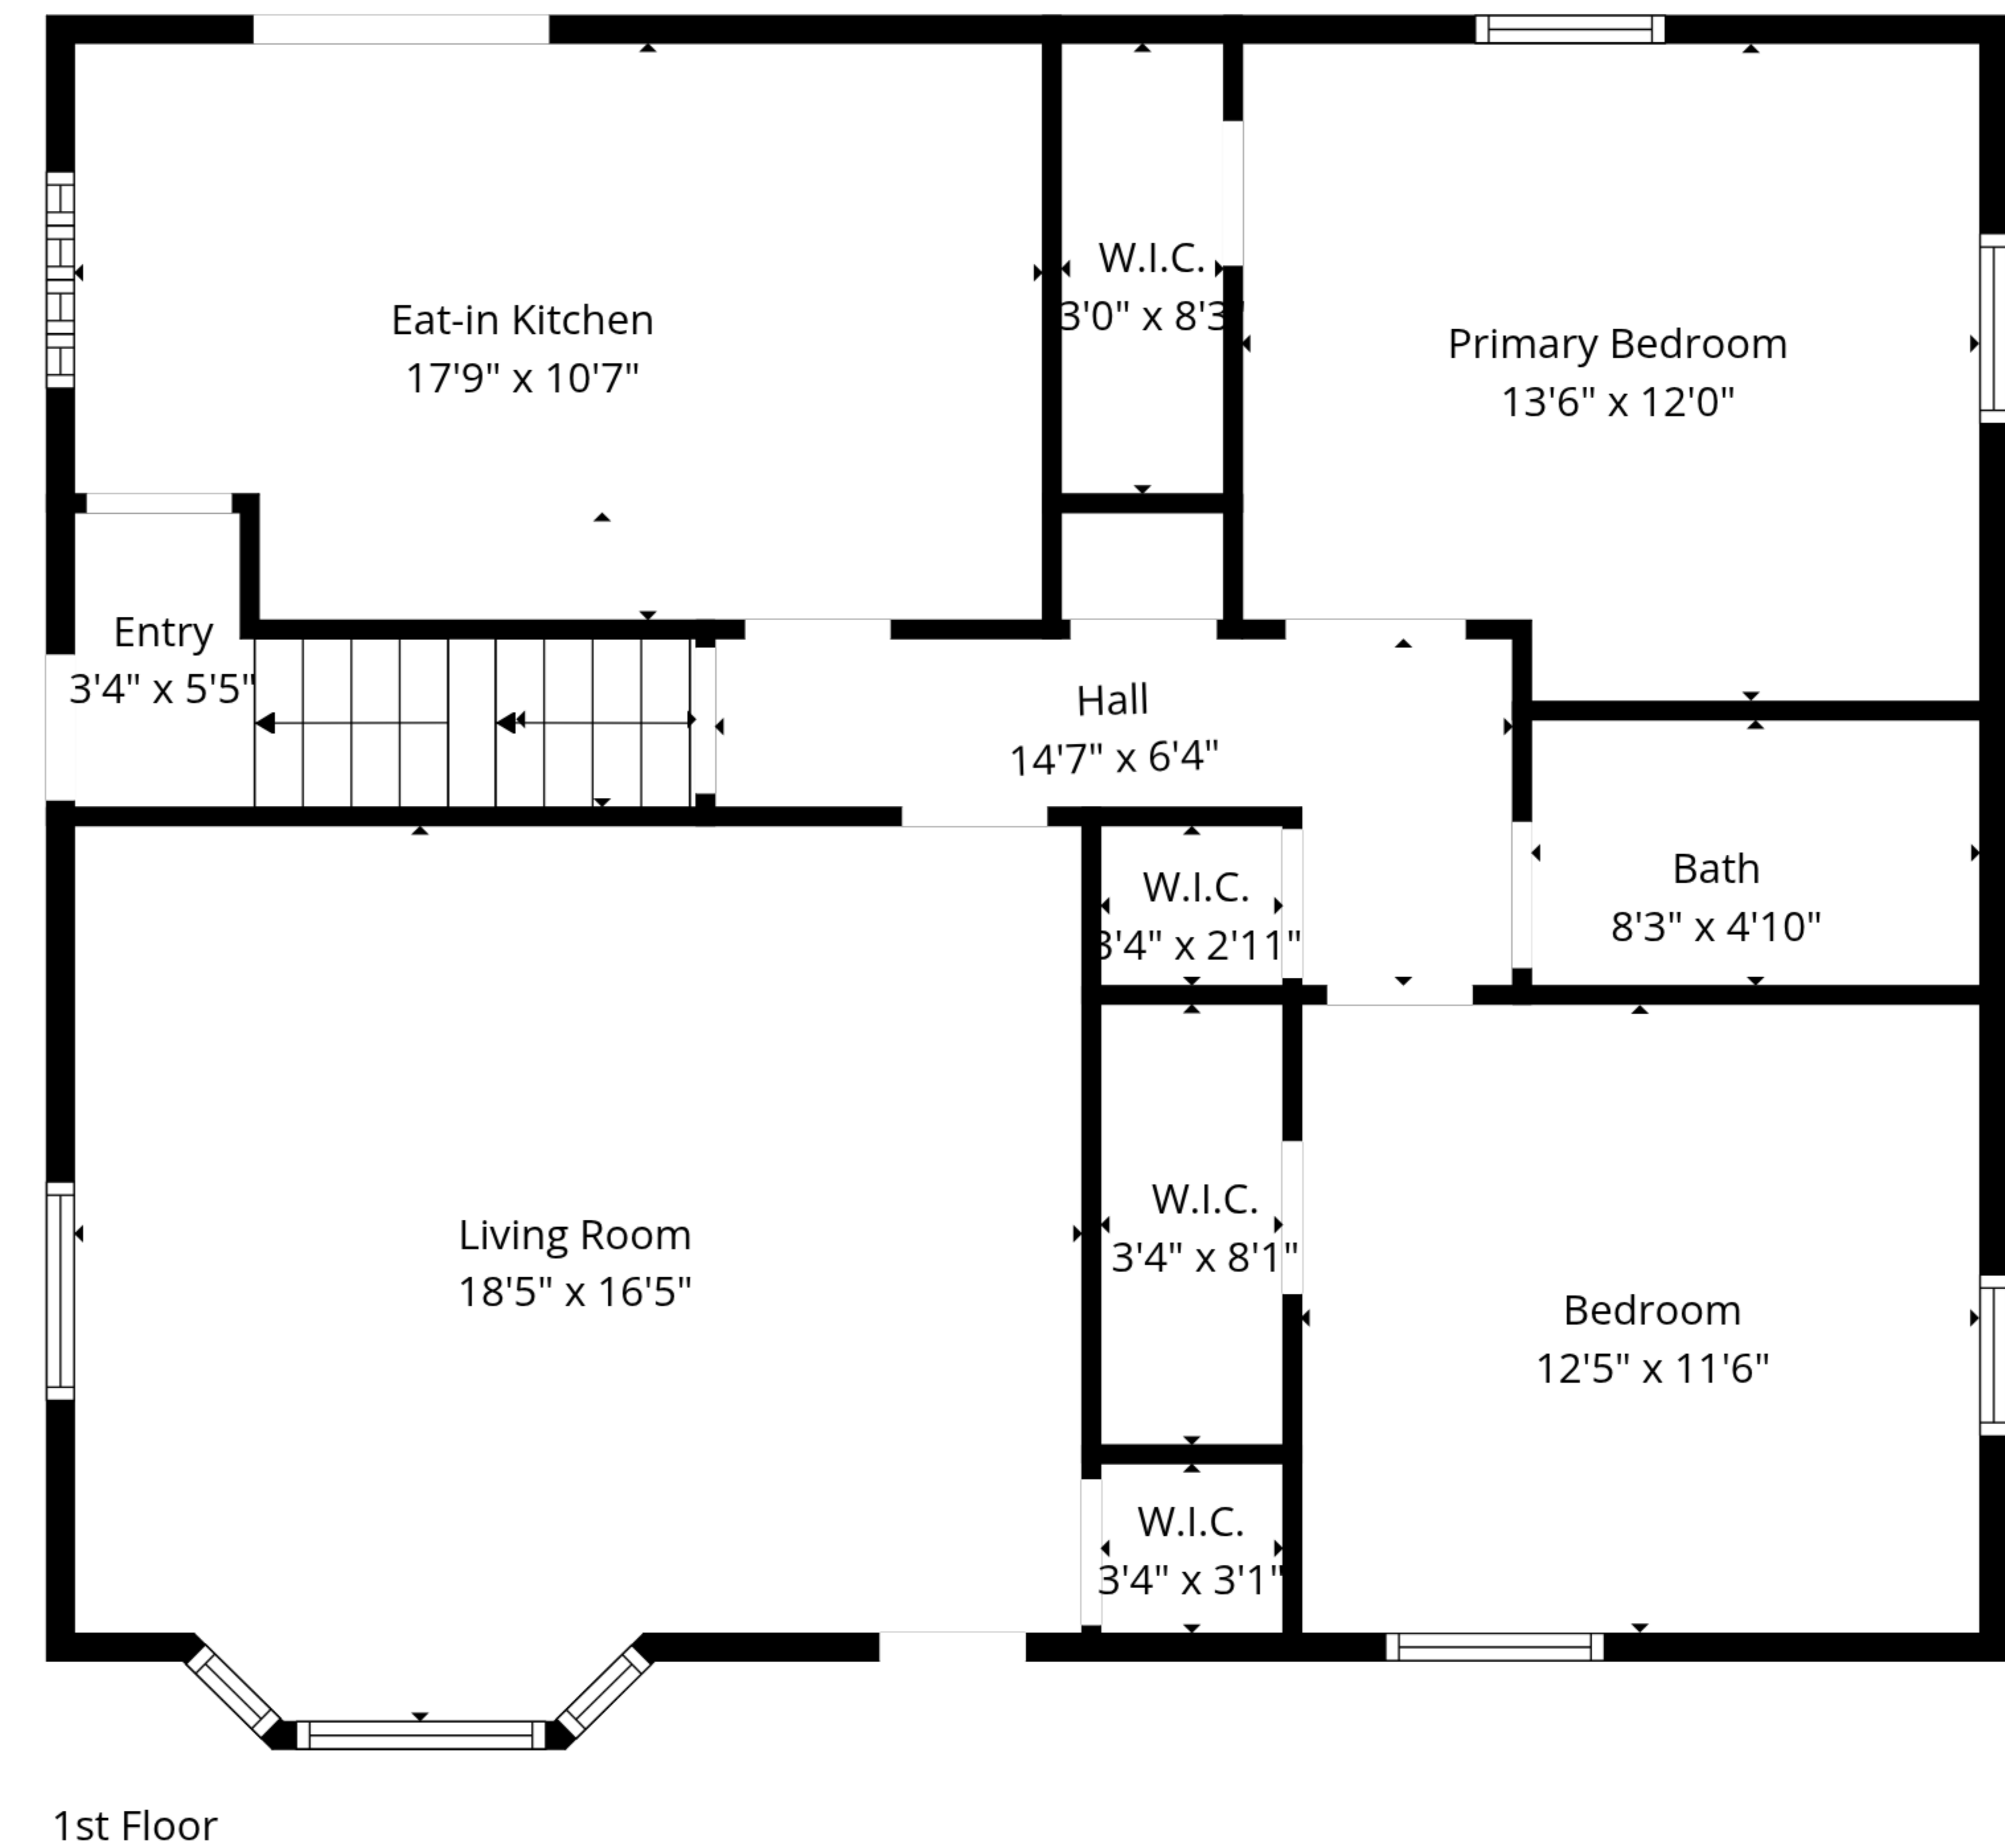 Eat-in Kitchen
17'9" x 10'7"
W.I.C.
3'0" x 8'3"
Primary Bedroom
13'6" x 12'0"
Entry
3'4" x 5'5"
Hall
14'7" x 6'4"
W.I.C.
3'4" x 2'11"
Bath
8'3" x 4'10"
Living Room
18'5" x 16'5"
W.I.C.
3'4" x 8'1"
Bedroom
12'5" x 11'6"
W.I.C.
3'4" x 3'1"
1st Floor